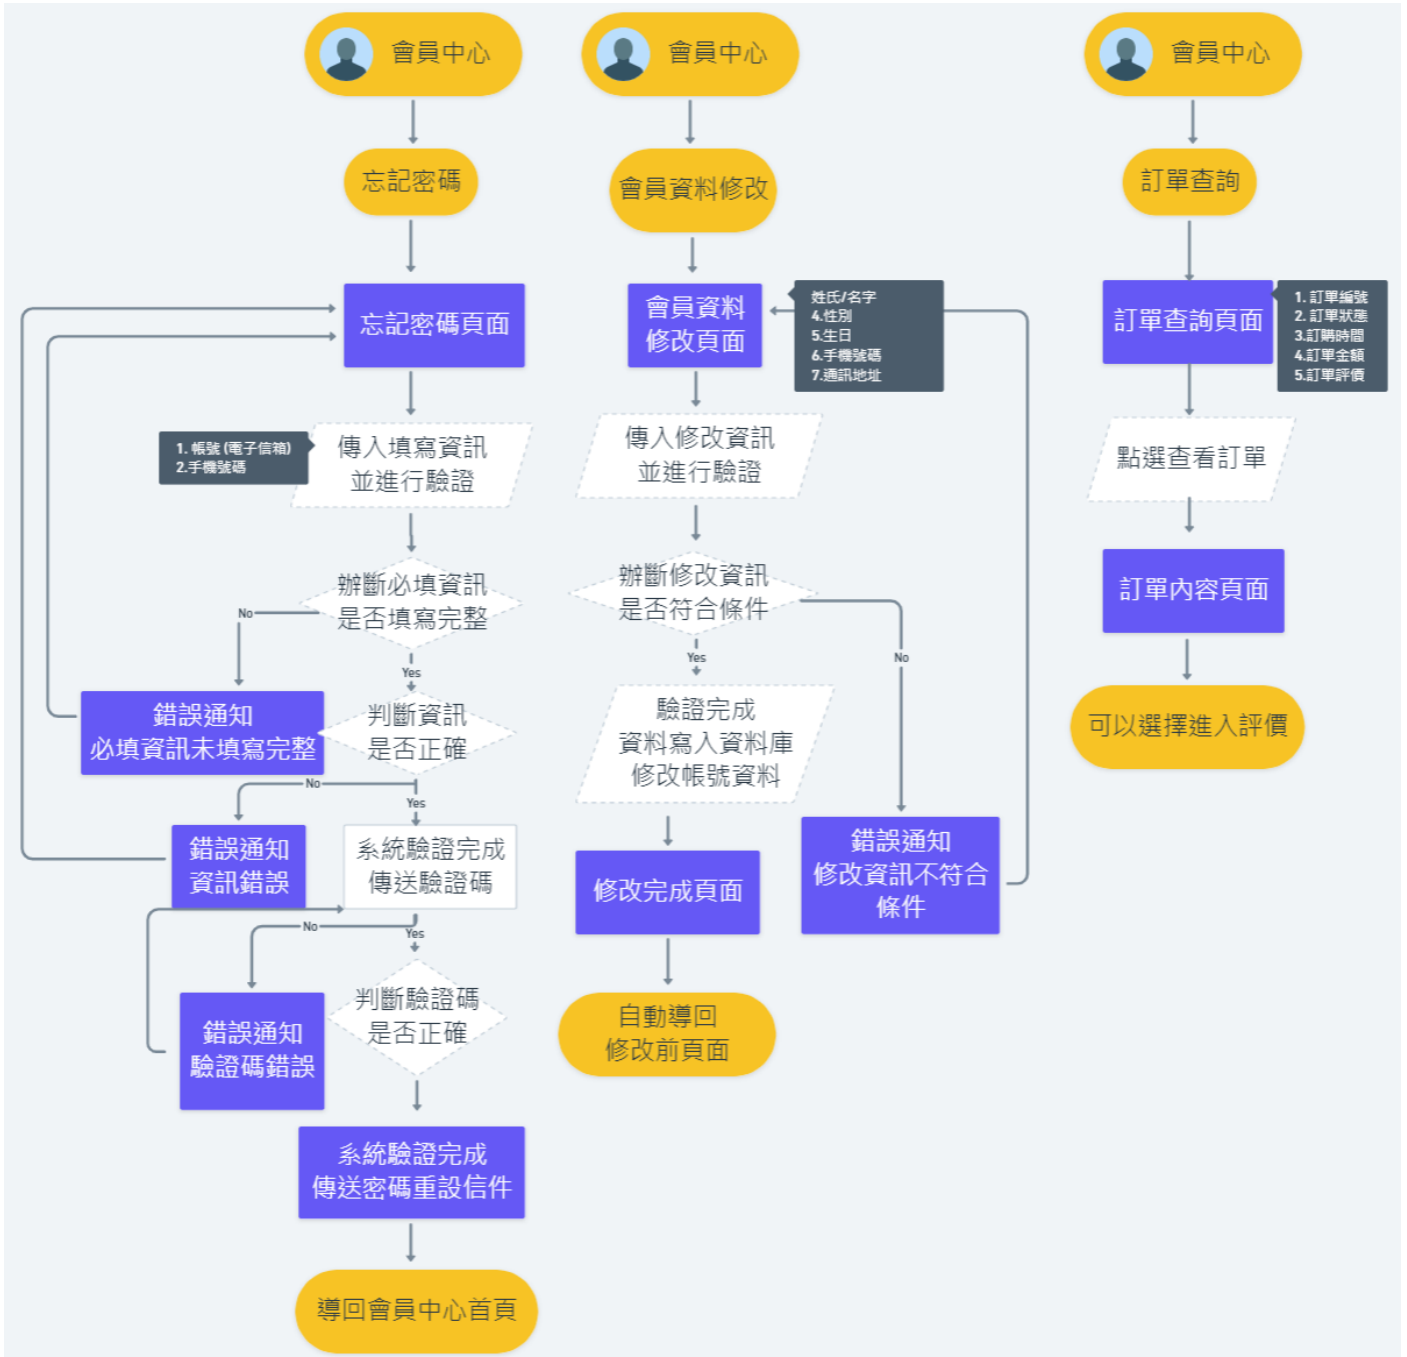 會員中心
忘記密碼
忘記密碼頁面
1. 帳號 (電子信箱)
2.手機號碼
傳入填寫資訊
並進行驗證
辦斷必填資訊
是否填寫完整
No
Yes
錯誤通知
必填資訊未填寫完整
判斷資訊
是否正確
No
Yes
錯誤通知
資訊錯誤
系統驗證完成
傳送驗證碼
No
Yes
錯誤通知
驗證碼錯誤
判斷驗證碼
是否正確
系統驗證完成
傳送密碼重設信件
導回會員中心首頁
會員中心
會員資料修改
會員資料
修改頁面
姓氏/名字
4.性別
5.生日
6.手機號碼
7.通訊地址
傳入修改資訊
並進行驗證
辦斷修改資訊
是否符合條件
Yes
No
驗證完成
資料寫入資料庫
修改帳號資料
錯誤通知
修改資訊不符合
條件
修改完成頁面
自動導回
修改前頁面
會員中心
訂單查詢
訂單查詢頁面
1. 訂單編號
2. 訂單狀態
3.訂購時間
4.訂單金額
5.訂單評價
點選查看訂單
訂單內容頁面
可以選擇進入評價